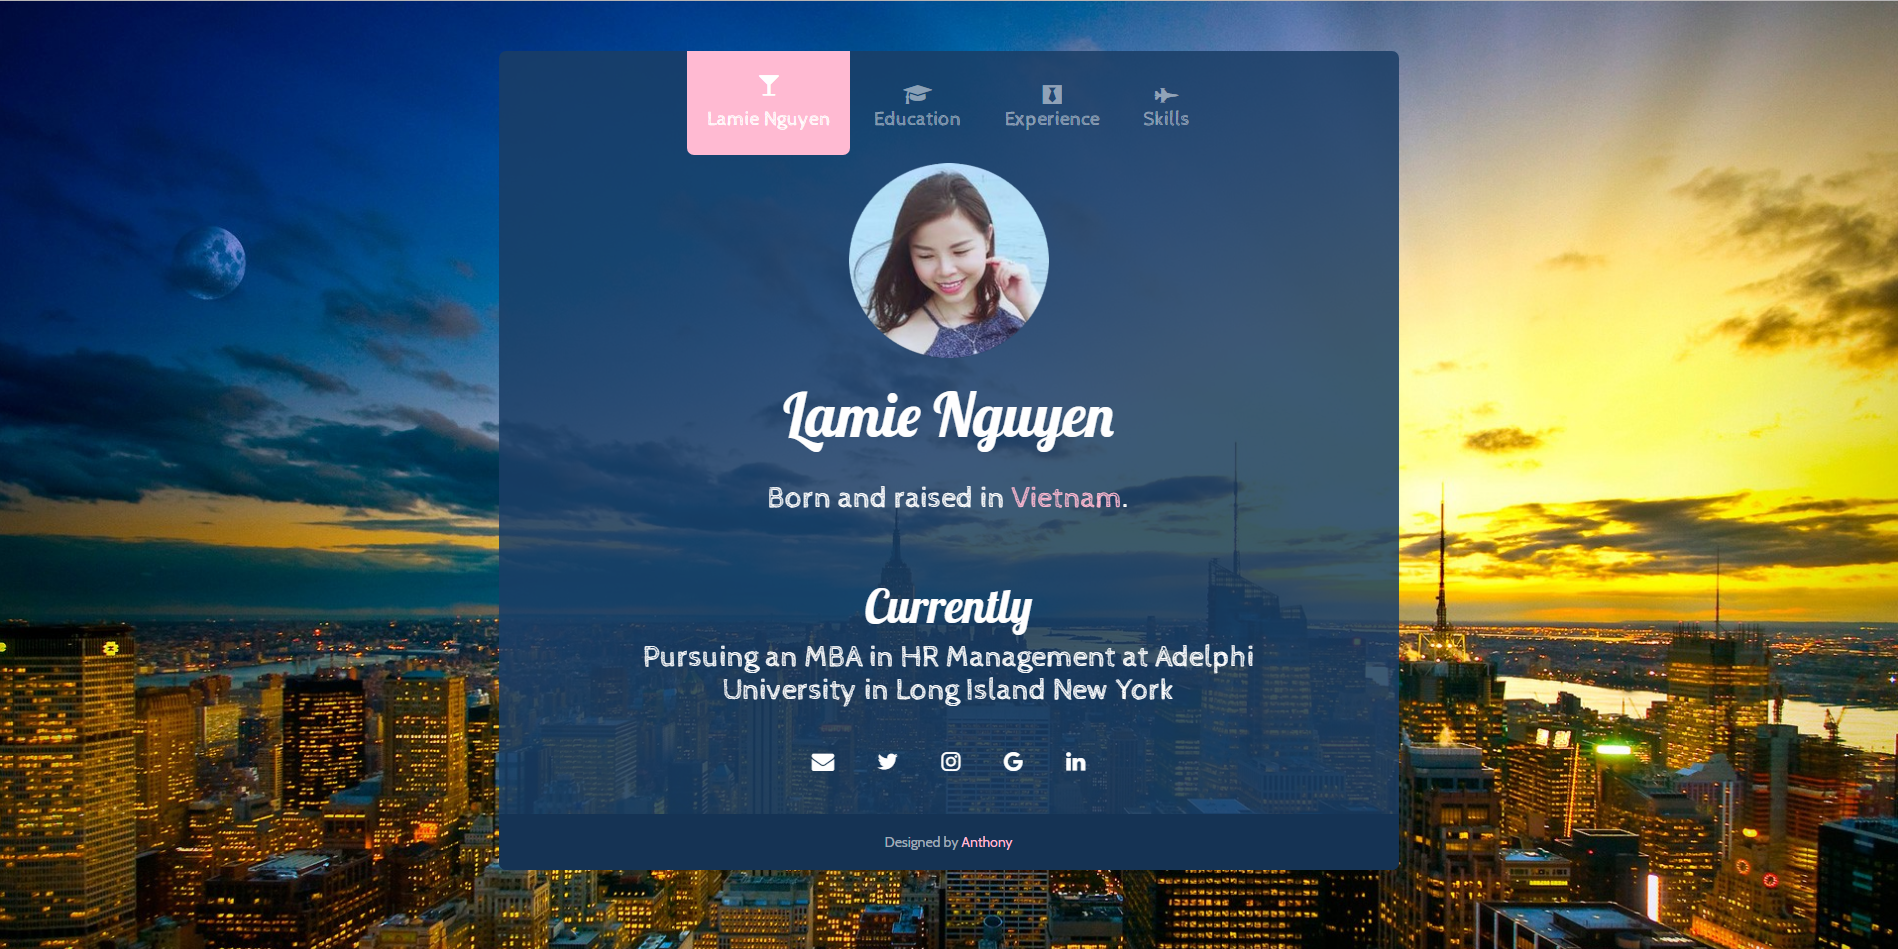 Lamie Nguyen
Education
Experience
Skills
Lamie Nguyen
Born and raised in Vietnam.
Currently
Pursuing an MBA in HR Management at Adelphi
University in Long Island New York
Designed by Anthony